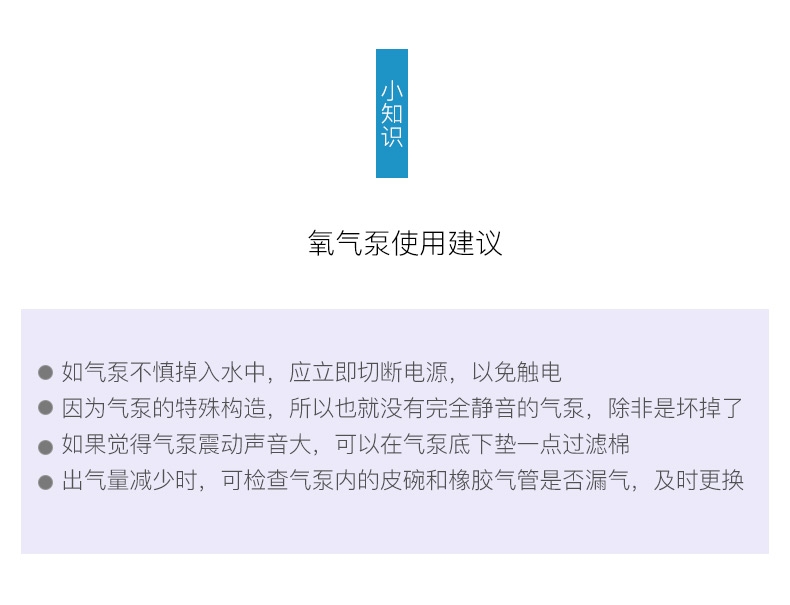 小知识
氧气泵使用建议
如气泵不慎掉入水中，应立即切断电源，以免触电
因为气泵的特殊构造，所以也就没有完全静音的气泵，除非是坏掉了
如果觉得气泵震动声音大，可以在气泵底下垫一点过滤棉
出气量减少时，可检查气泵内的皮碗和橡胶气管是否漏气，及时更换